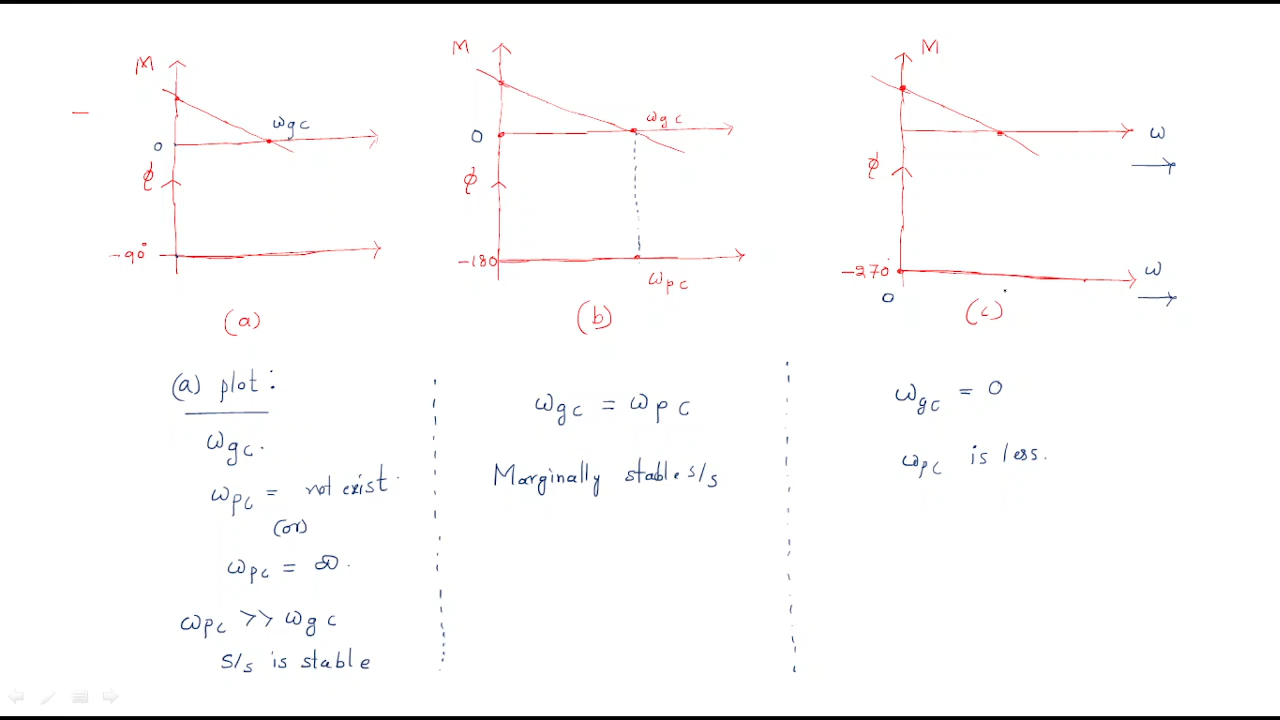 M
ωgc
0
ϕ
-90°
(a)
M
ωgc
0
ϕ
-180
ωpc
(b)
M
ω
ϕ
-270°
ω
0
(c)
(a) plot:
ωgc.
ωpc = not exist.
(or)
ωpc = ∞.
ωpc >> ωgc
s/s is stable
ωgc = ωpc
Marginally stable s/s
ωgc = 0
ωpc is less.